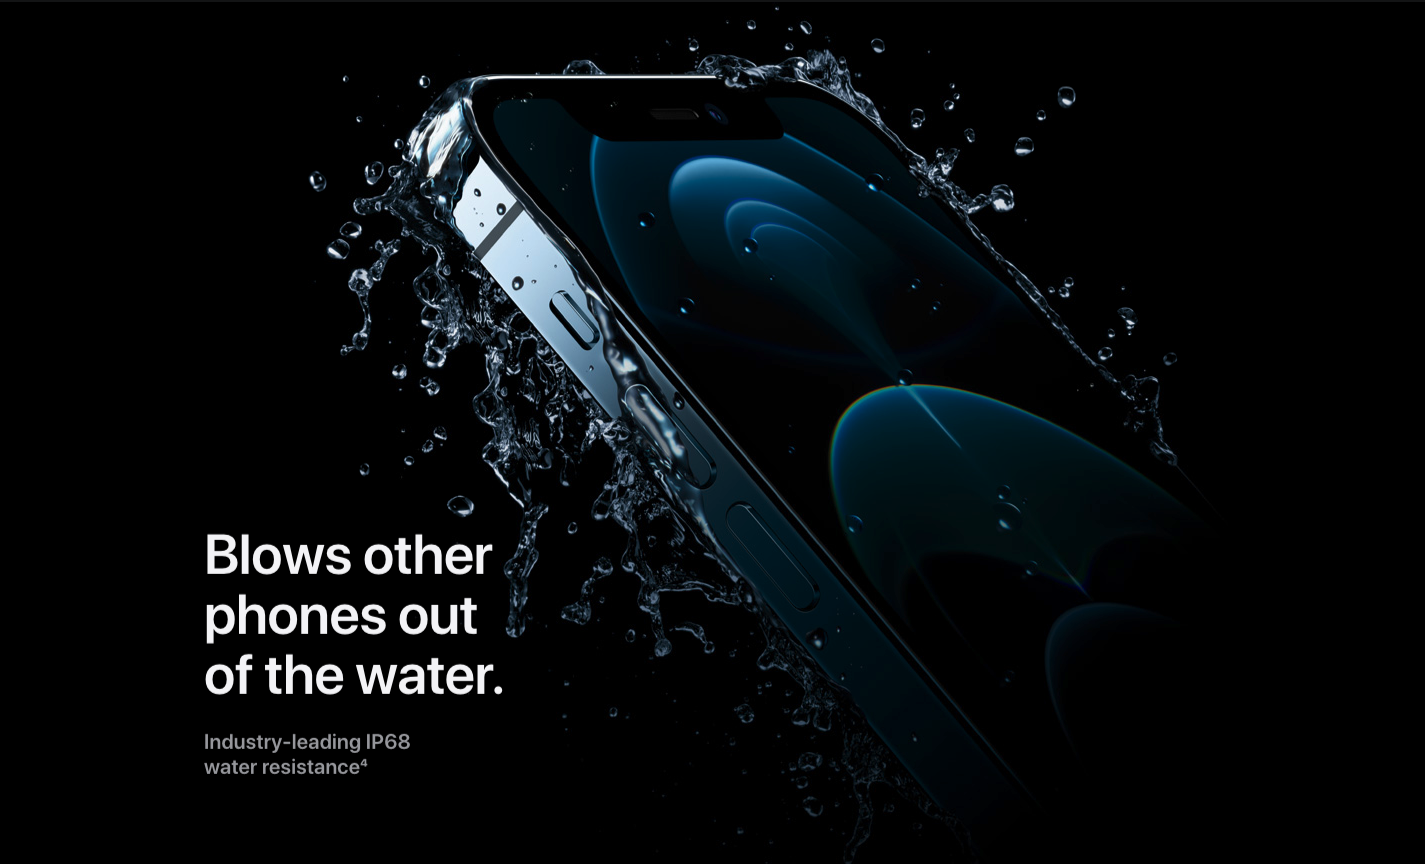 Blows other
phones out
of the water.
Industry-leading IP68
water resistance⁴